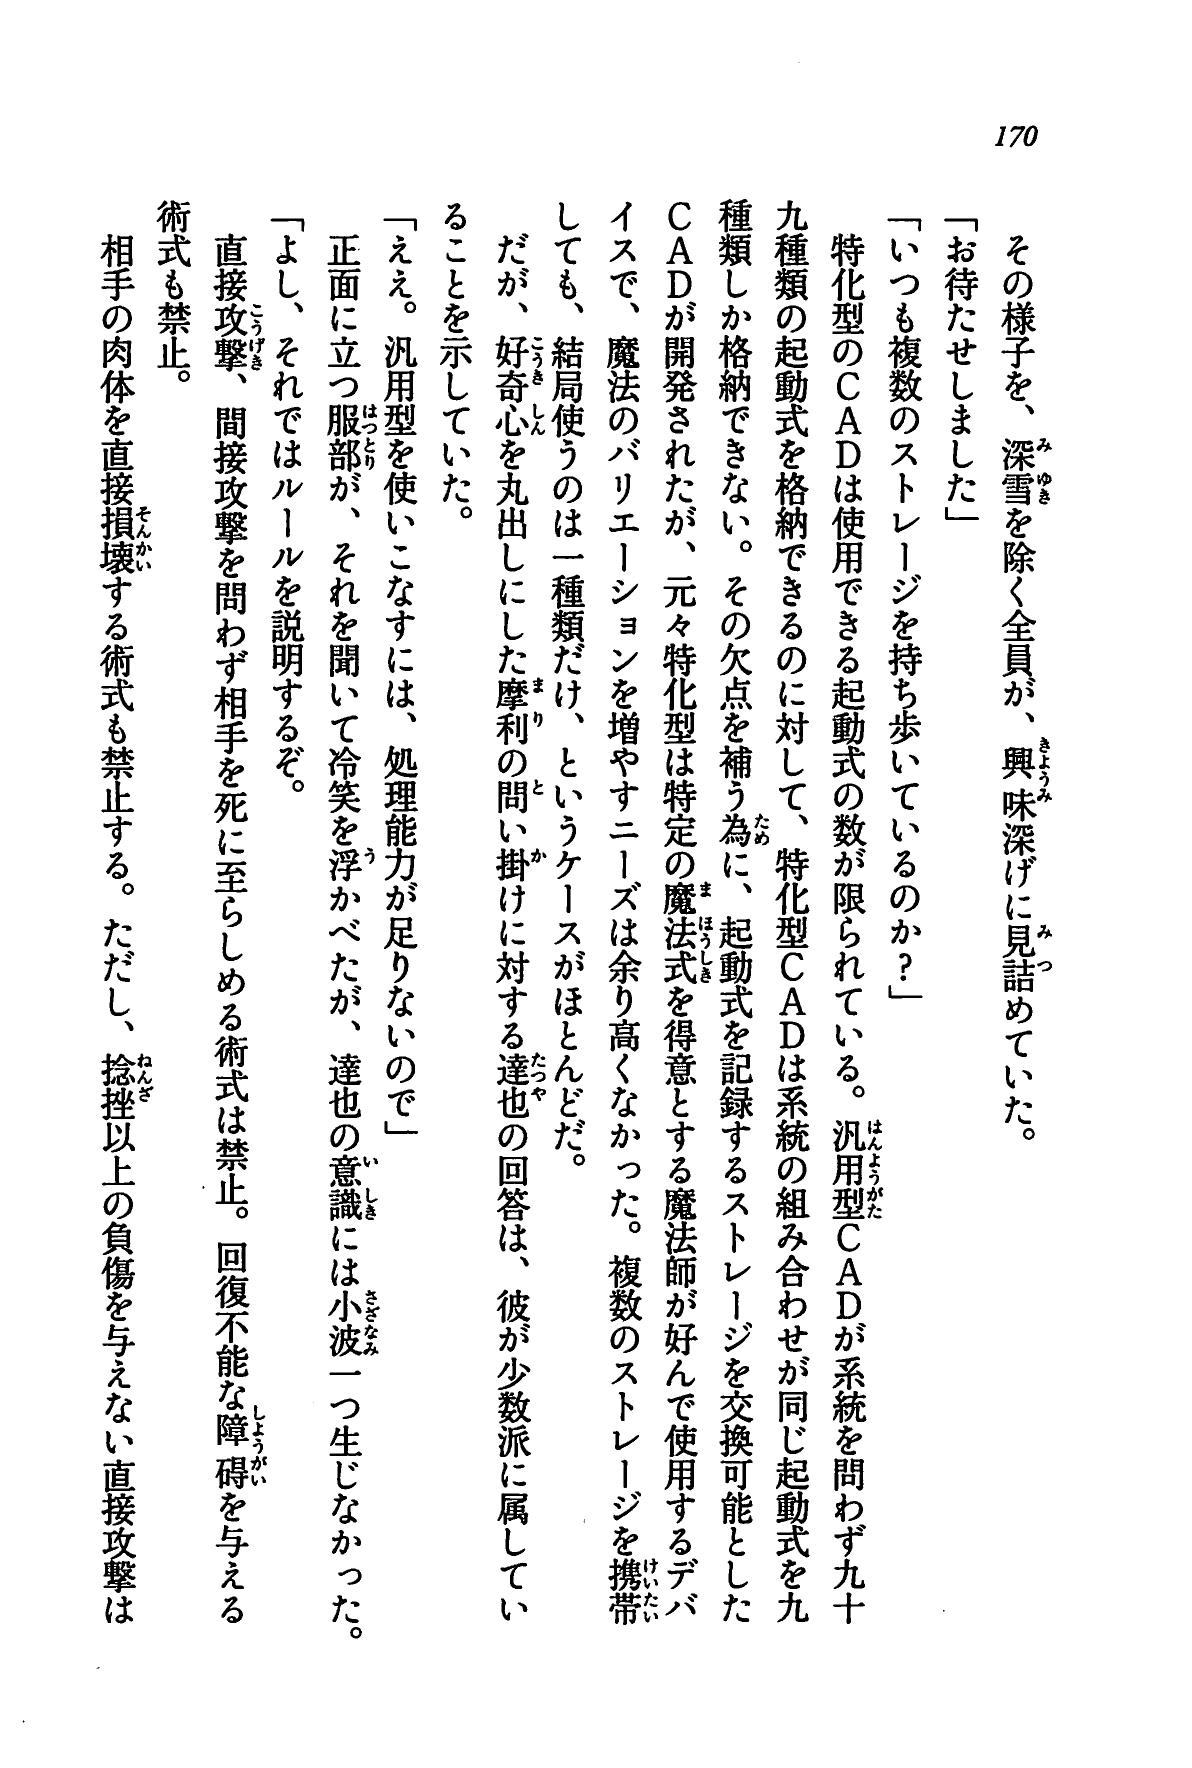 170
その様子を、深雪を除く全員が、興味深げに見詰めていた。
「お待たせしました」
「いつも複数のストレージを持ち歩いているのか？」
特化型のＣＡＤは使用できる起動式の数が限られている。汎用型ＣＡＤが系統を問わず九十
九種類の起動式を格納できるのに対して、特化型ＣＡＤは系統の組み合わせが同じ起動式を九
種類しか格納できない。その欠点を補う為に、起動式を記録するストレージを交換可能とした
ＣＡＤが開発されたが、元々特化型は特定の魔法式を得意とする魔法師が好んで使用するデバ
イスで、魔法のバリエーションを増やすニーズは余り高くなかった。複数のストレージを携帯
しても、結局使うのは一種類だけ、というケースがほとんどだ。
だが、好奇心を丸出しにした摩利の問い掛けに対する達也の回答は、彼が少数派に属してい
ることを示していた。
「ええ。汎用型を使いこなすには、処理能力が足りないので」
正面に立つ服部が、それを聞いて冷笑を浮かべたが、達也の意識には小波一つ生じなかった。
「よし、それではルールを説明するぞ。
直接攻撃、間接攻撃を問わず相手を死に至らしめる術式は禁止。回復不能な障碍を与える
術式も禁止。
相手の肉体を直接損壊する術式も禁止する。ただし、捻挫以上の負傷を与えない直接攻撃は